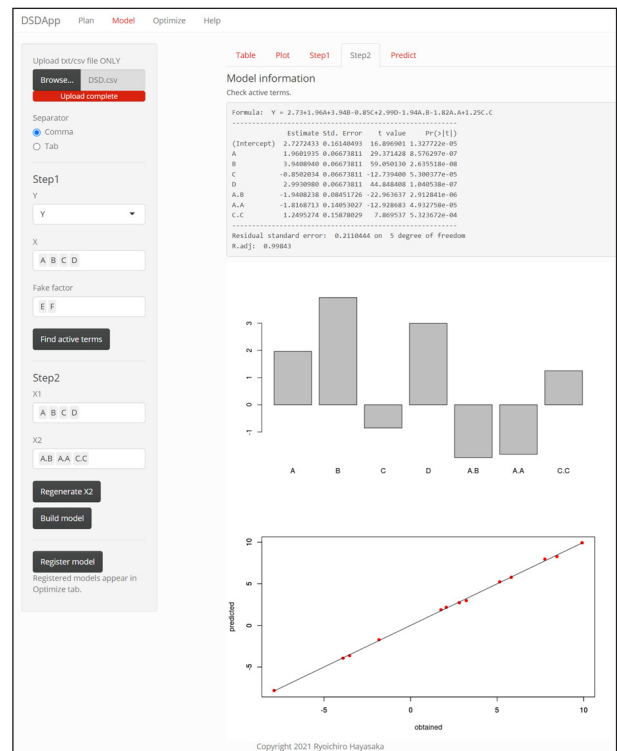 DSDApp Plan Model Optimize Help
Upload txt/csv file ONLY
Browse... DSD.csv
Upload complete
Separator
Comma
Tab
Step1
Y
Y
X
A B C D
Fake factor
E F
Find active terms
Step2
X1
A B C D
X2
A.B A.A C.C
Regenerate X2
Build model
Register model
Registered models appear in
Optimize tab.
Table Plot Step1 Step2 Predict
Model information
Check active terms.
Formula: Y = 2.73+1.96A+3.94B-0.85C+2.99D-1.94A.B-1.82A.A+1.25C.C
Estimate Std. Error t value Pr(>|t|)
(Intercept) 2.7272433 0.16140493 16.896901 1.327722e-05
A 1.9601935 0.06673811 29.371428 8.576297e-07
B 3.9408940 0.06673811 59.050130 2.635518e-08
C -0.8502034 0.06673811 -12.739400 5.300377e-05
D 2.9930980 0.06673811 44.848408 1.040538e-07
A.B -1.9408238 0.08451726 -22.963637 2.912841e-06
A.A -1.8168713 0.14053027 -12.928683 4.932758e-05
C.C 1.2495274 0.15878029 7.869537 5.323672e-04
Residual standard error: 0.2110444 on 5 degree of freedom
R.adj: 0.99843
3
2
1
0
-1
A B C D A.B A.A C.C
10
5
0
-5
predicted
-5 0 5 10
obtained
Copyright 2021 Ryoichiro Hayasaka